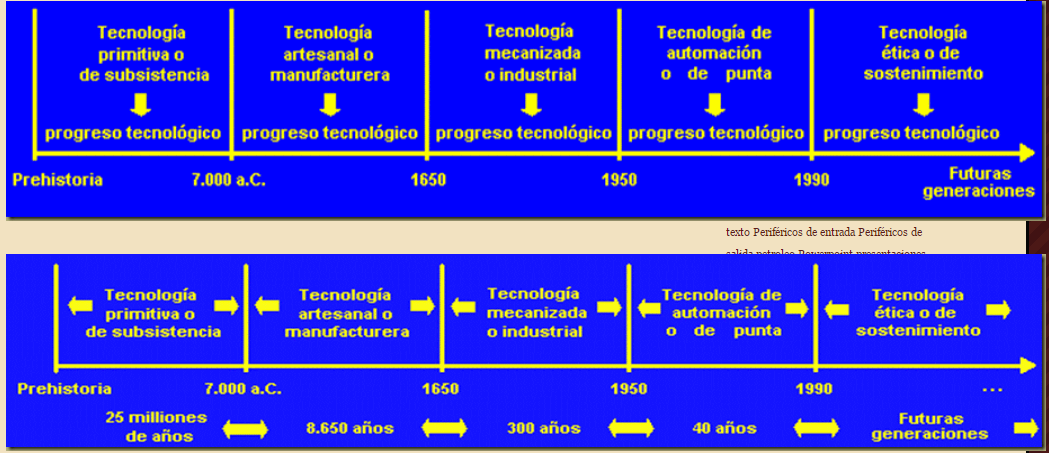 Tecnología primitiva o de subsistencia
Tecnología artesanal o manufacturera
Tecnología mecanizada o industrial
Tecnología de automación o de punta
Tecnología ética o de sostenimiento
progreso tecnológico
progreso tecnológico
progreso tecnológico
progreso tecnológico
progreso tecnológico
Prehistoria
7.000 a.C.
1650
1950
1990
Futuras generaciones
texto Periféricos de entrada Periféricos de
salida petroleo Powerpoint presentaciones
Tecnología primitiva o de subsistencia
Tecnología artesanal o manufacturera
Tecnología mecanizada o industrial
Tecnología de automación o de punta
Tecnología ética o de sostenimiento
Prehistoria
7.000 a.C.
1650
1950
1990
...
25 milliones de años
8.650 años
300 años
40 años
Futuras generaciones